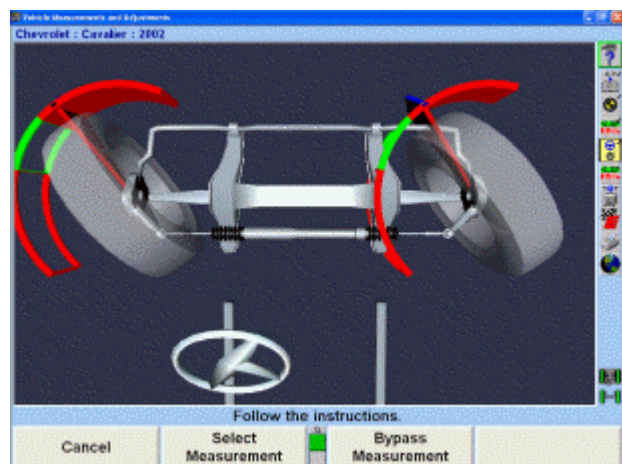 Vehicle Measurements and Adjustments
Chevrolet : Cavalier : 2002
Follow the instructions.
Cancel
Select
Measurement
Bypass
Measurement